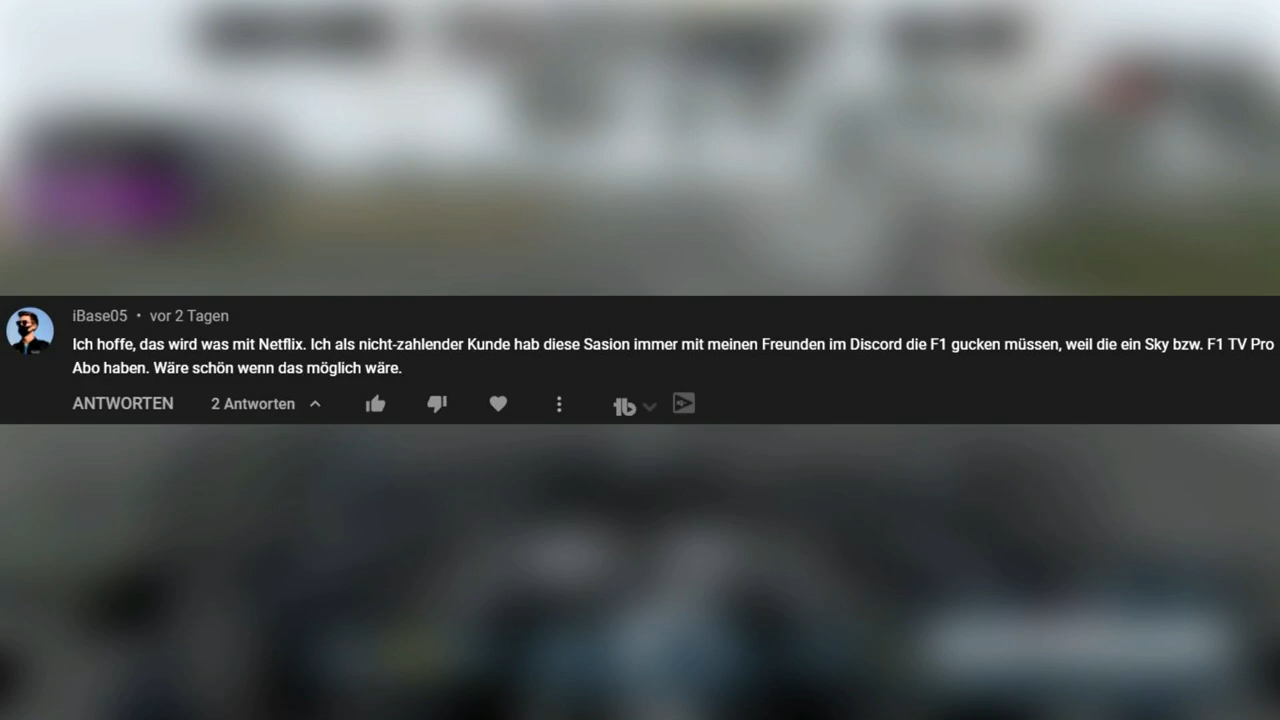 iBase05 • vor 2 Tagen
Ich hoffe, das wird was mit Netflix. Ich als nicht-zahlender Kunde hab diese Sasion immer mit meinen Freunden im Discord die F1 gucken müssen, weil die ein Sky bzw. F1 TV Pro
Abo haben. Wäre schön wenn das möglich wäre.
ANTWORTEN 2 Antworten